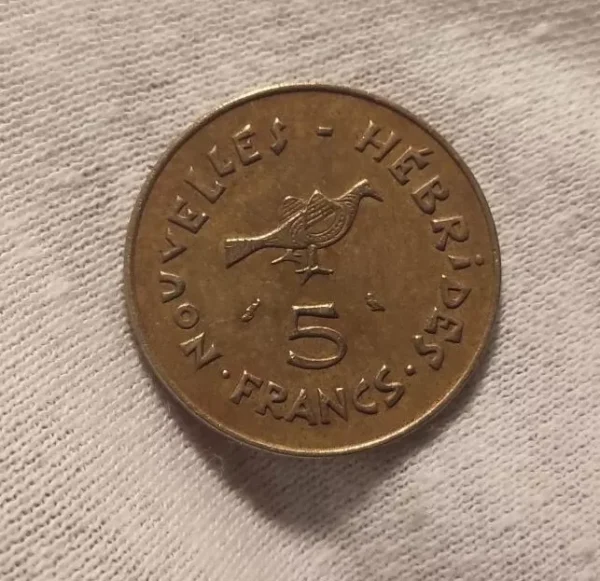 NOUVELLES - HÉBRIDES
5
· FRANCS ·